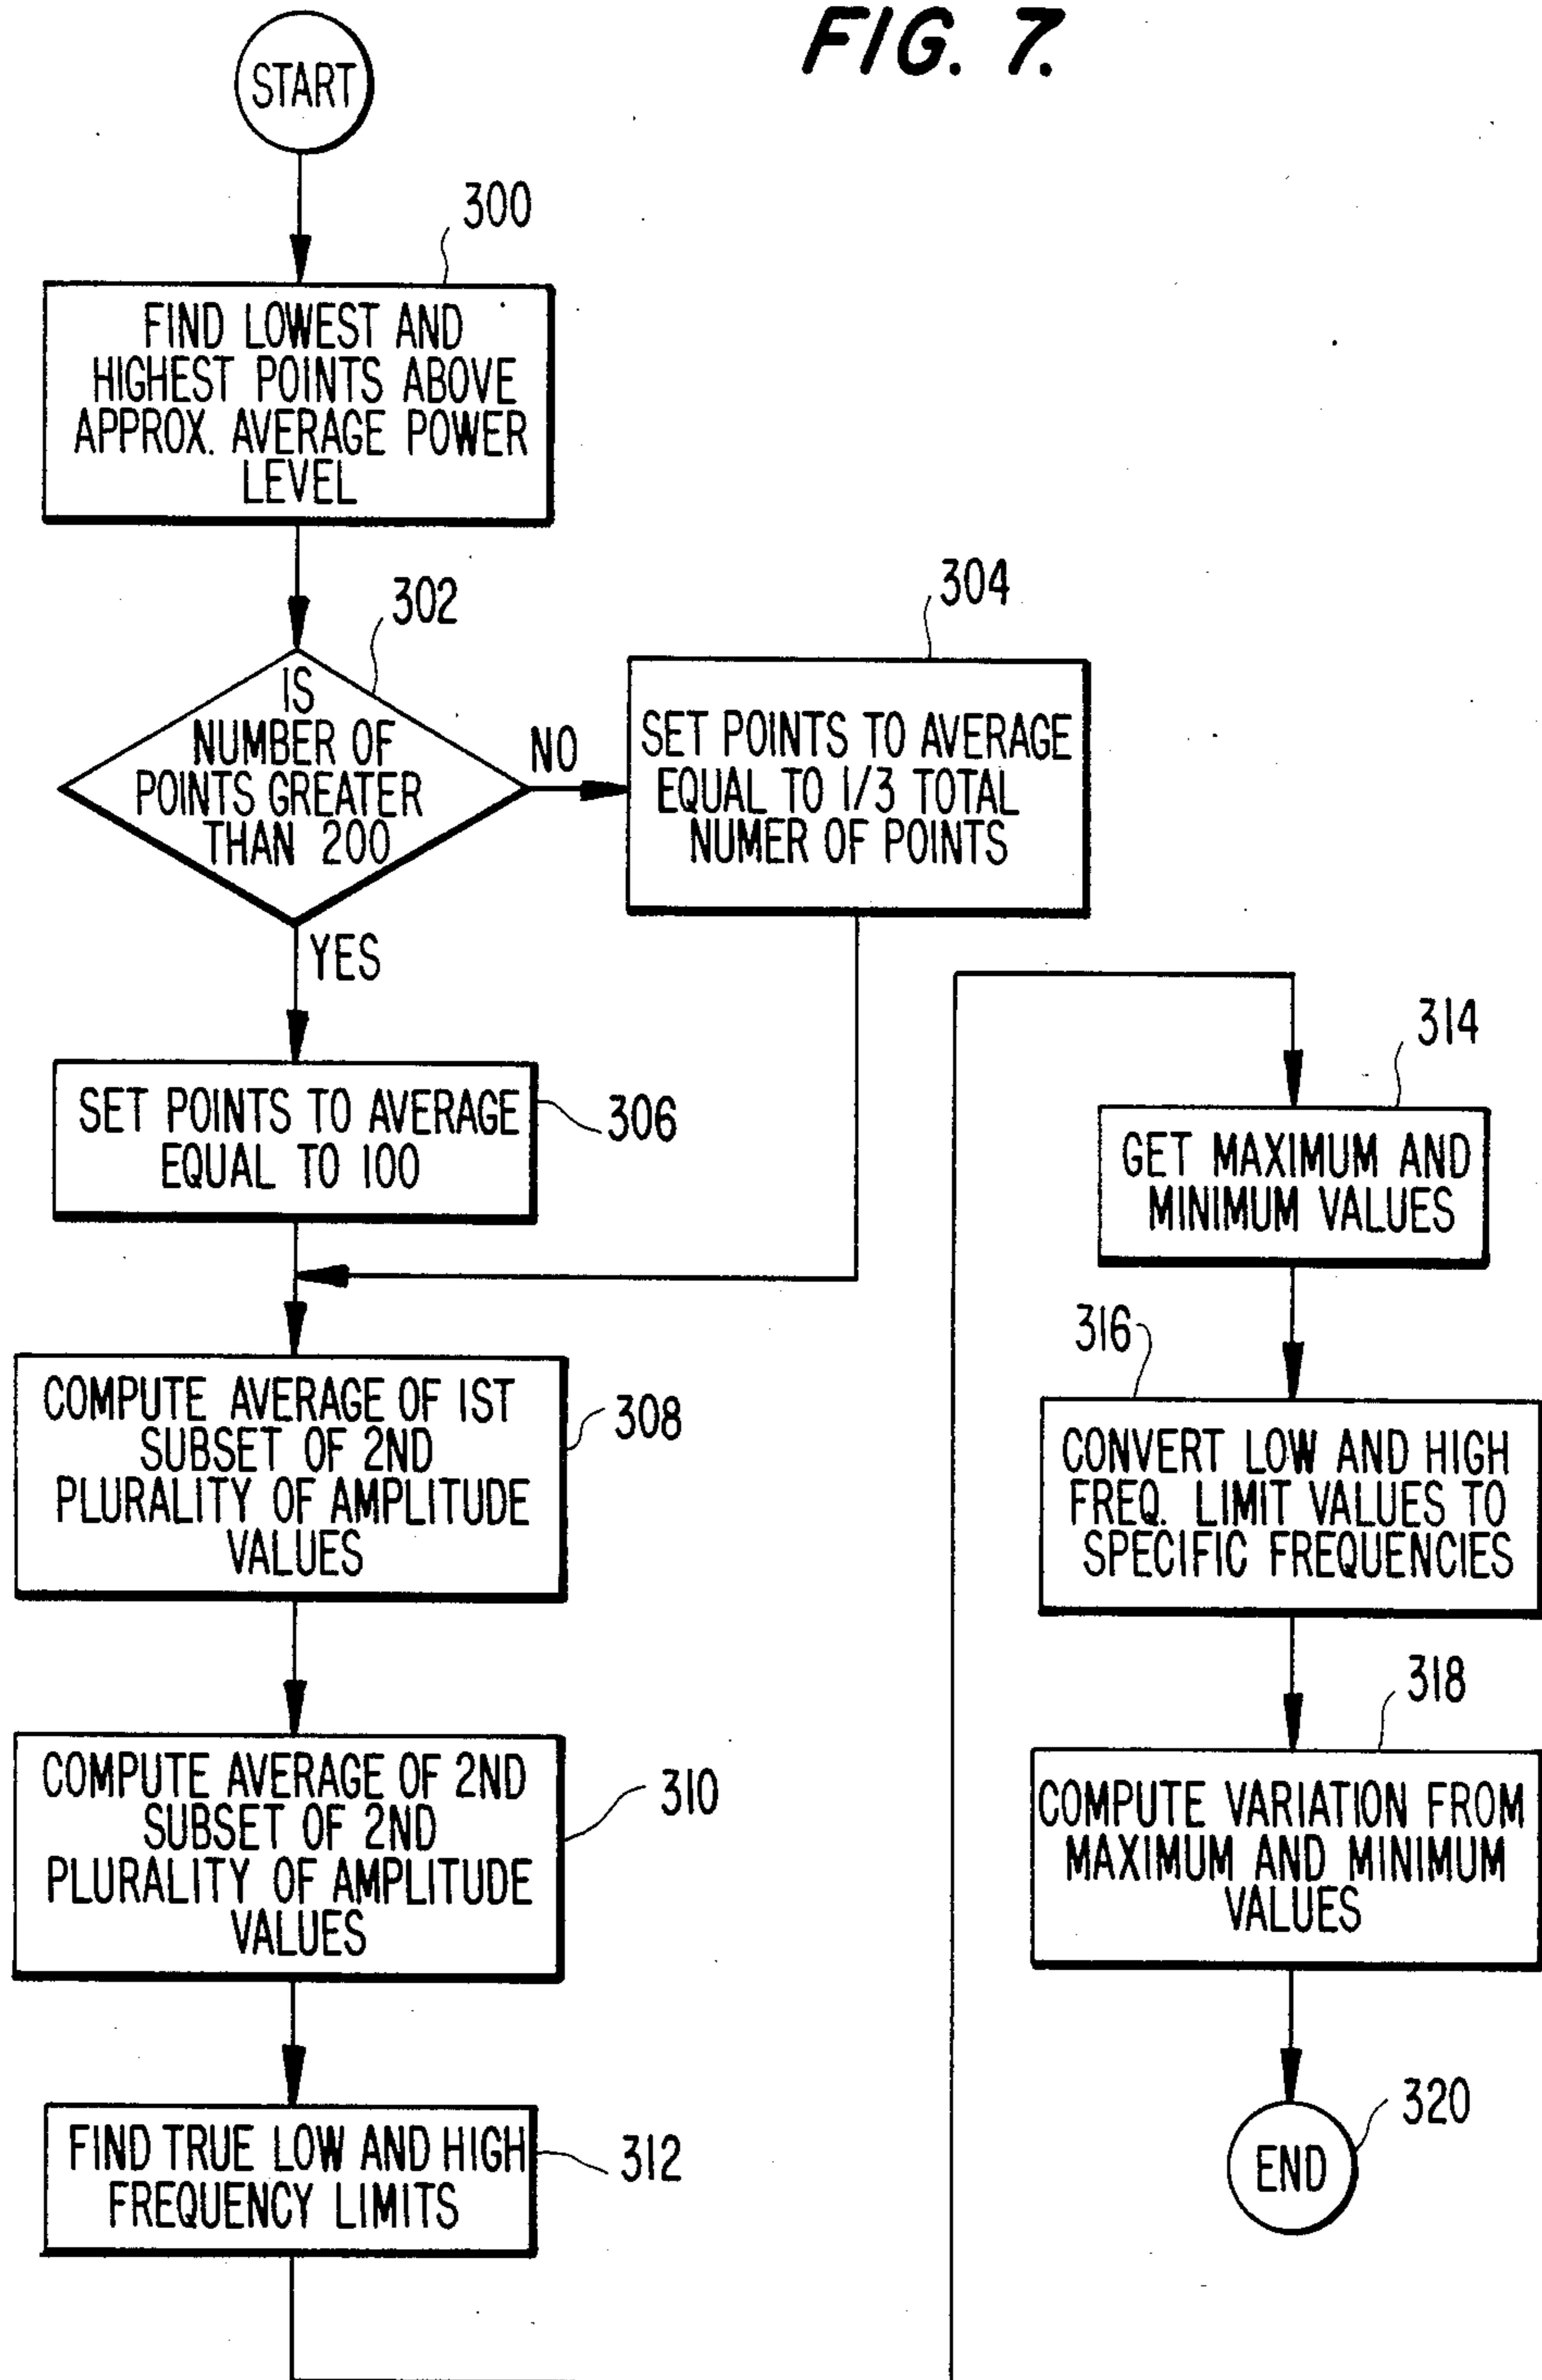 FIG. 7.
START
300
FIND LOWEST AND
HIGHEST POINTS ABOVE
APPROX. AVERAGE POWER
LEVEL
302
IS
NUMBER OF
POINTS GREATER
THAN 200
NO
304
SET POINTS TO AVERAGE
EQUAL TO 1/3 TOTAL
NUMER OF POINTS
YES
SET POINTS TO AVERAGE
EQUAL TO 100
306
COMPUTE AVERAGE OF 1ST
SUBSET OF 2ND
PLURALITY OF AMPLITUDE
VALUES
308
COMPUTE AVERAGE OF 2ND
SUBSET OF 2ND
PLURALITY OF AMPLITUDE
VALUES
310
FIND TRUE LOW AND HIGH
FREQUENCY LIMITS
312
314
GET MAXIMUM AND
MINIMUM VALUES
316
CONVERT LOW AND HIGH
FREQ. LIMIT VALUES TO
SPECIFIC FREQUENCIES
318
COMPUTE VARIATION FROM
MAXIMUM AND MINIMUM
VALUES
320
END